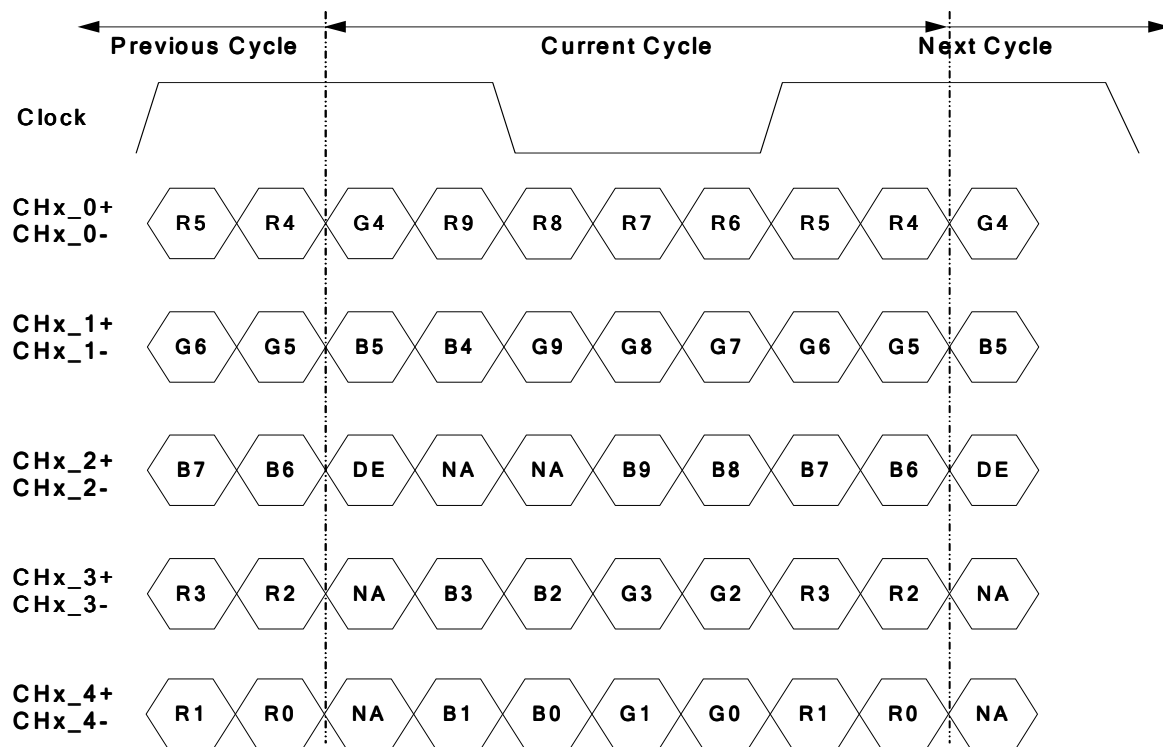 Previous Cycle Current Cycle Next Cycle
Clock
CHx_0+
CHx_0-
R5 R4 G4 R9 R8 R7 R6 R5 R4 G4
CHx_1+
CHx_1-
G6 G5 B5 B4 G9 G8 G7 G6 G5 B5
CHx_2+
CHx_2-
B7 B6 DE NA NA B9 B8 B7 B6 DE
CHx_3+
CHx_3-
R3 R2 NA B3 B2 G3 G2 R3 R2 NA
CHx_4+
CHx_4-
R1 R0 NA B1 B0 G1 G0 R1 R0 NA